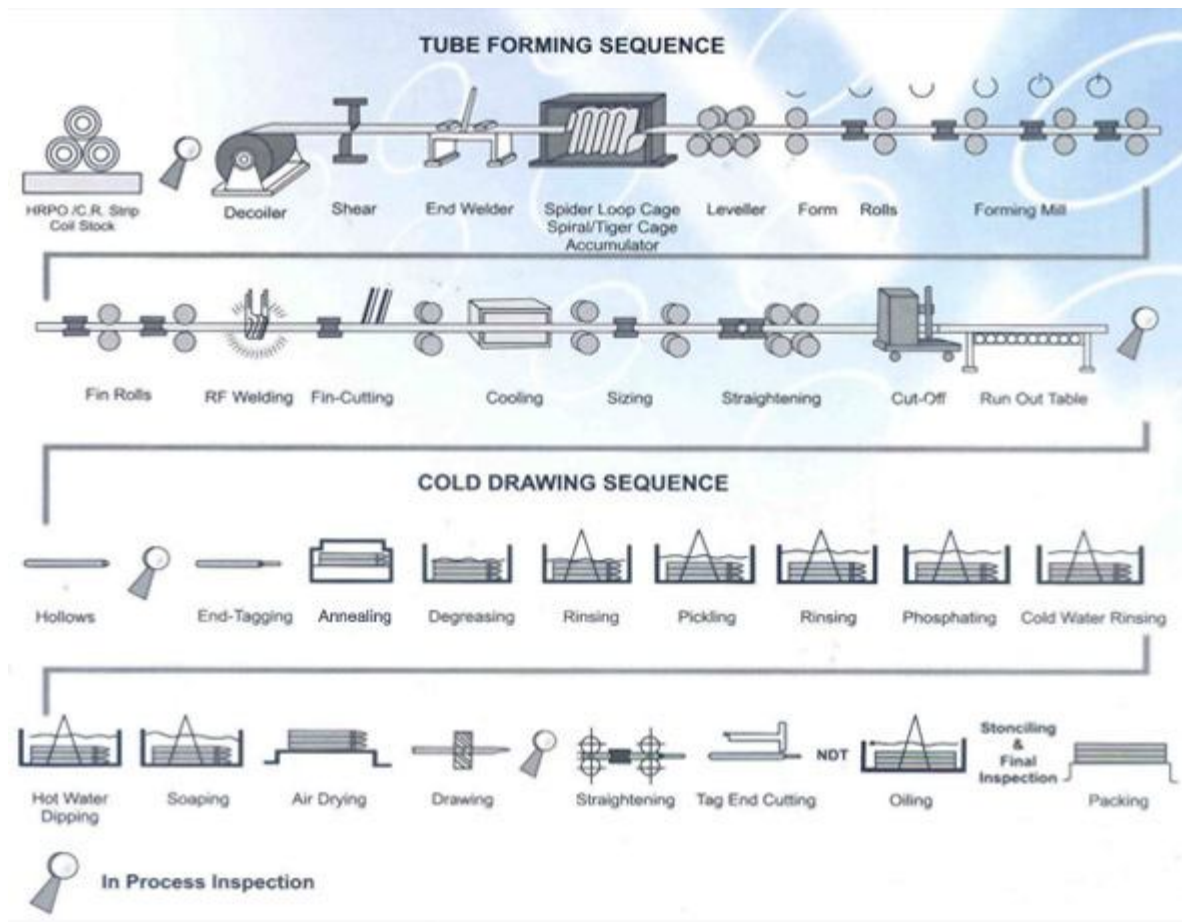 TUBE FORMING SEQUENCE
HRPO /C.R. Strip
Coil Stock
Decoiler
Shear
End Welder
Spider Loop Cage
Spiral/Tiger Cage
Accumulator
Leveller
Form
Rolls
Forming Mill
Fin Rolls
RF Welding
Fin-Cutting
Cooling
Sizing
Straightening
Cut-Off
Run Out Table
COLD DRAWING SEQUENCE
Hollows
End-Tagging
Annealing
Degreasing
Rinsing
Pickling
Rinsing
Phosphating
Cold Water Rinsing
Hot Water
Dipping
Soaping
Air Drying
Drawing
Straightening
Tag End Cutting
NDT
Oiling
Stonciling
&
Final
Inspection
Packing
In Process Inspection